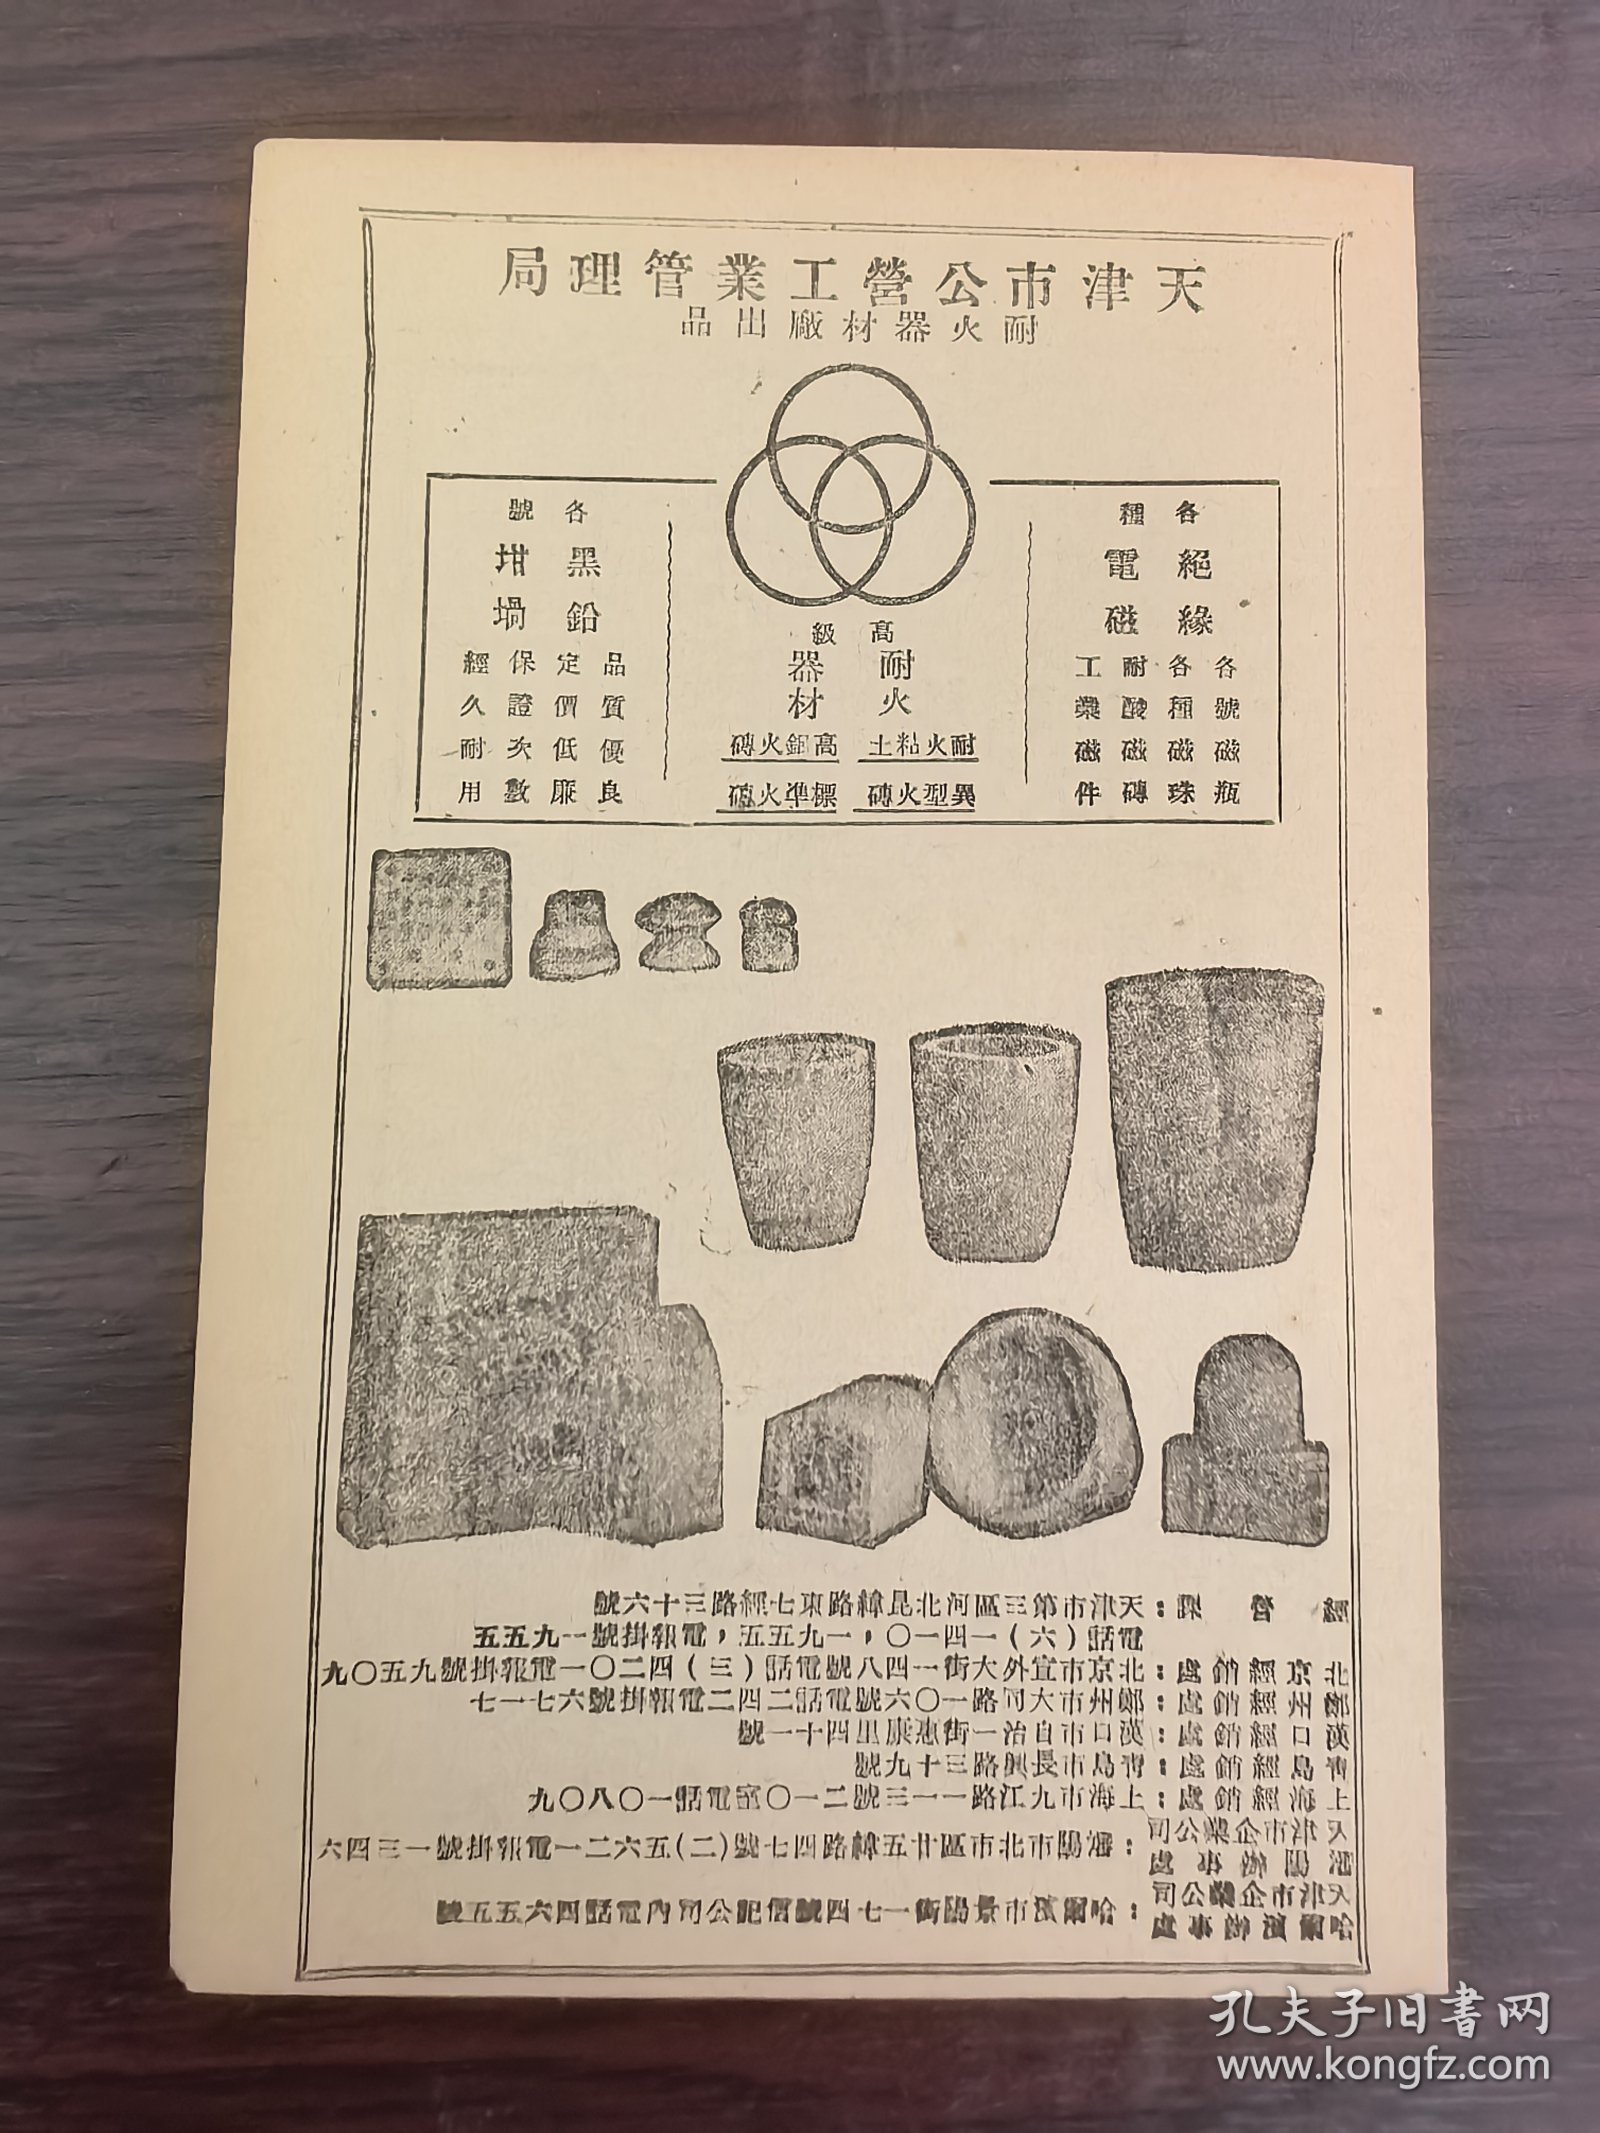 天津市公營工業管理局
耐火器材廠出品
各種
絕緣
電磁
各號磁瓶
各種磁珠
耐酸磁磚
工業磁件
高級
耐火
器材
耐火粘土 高鋁火磚
異型火磚 標準火磚
各號
黑鉛
坩堝
品質優良
定價低廉
保證次數
經久耐用
天津市第三區河北昆緯路東七經路三十六號
電話(六)一四一〇,一九五五,電報掛號一九五五
北京經銷處:北京市宣外大街一四八號電話(三)四二〇一電報掛號九五〇九
鄭州經銷處:鄭州市大同路一〇六號電話二四二電報掛號六七一七
漢口經銷處:漢口市自治一街惠康里四十一號
青島經銷處:青島市長興路三十九號
上海經銷處:上海市九江路一一三號二一〇室電話一〇八〇九
天津市企業公司
瀋陽辦事處:瀋陽市北市區廿五緯路四七號(二)五六二一電報掛號一三四六
天津市企業公司
哈爾濱辦事處:哈爾濱市景陽街一七四號信記公司內電話四六五五號
孔夫子旧书网
www.kongfz.com